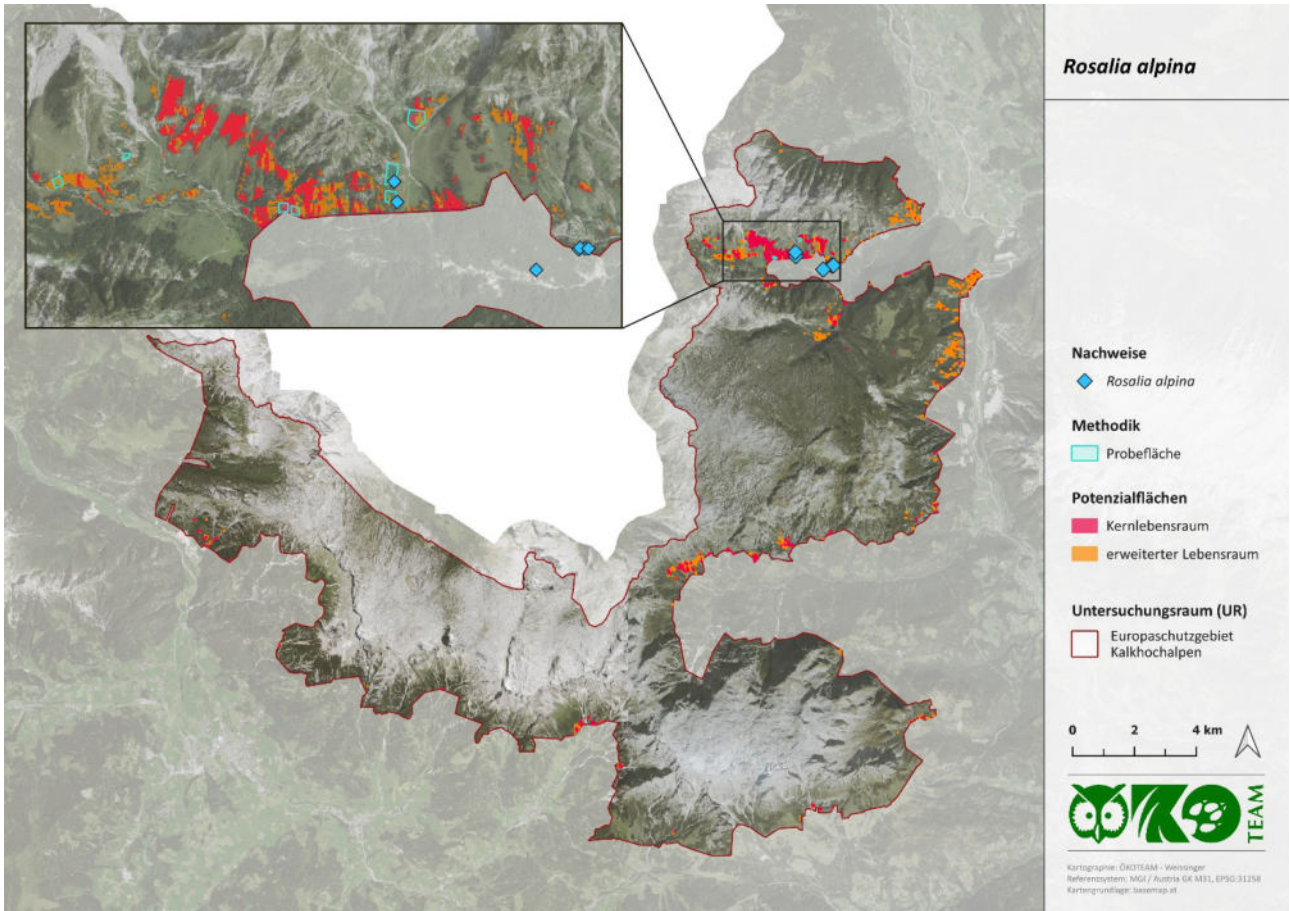 Rosalia alpina
Nachweise
Rosalia alpina
Methodik
Probefläche
Potenzialflächen
Kernlebensraum
erweiterter Lebensraum
Untersuchungsraum (UR)
Europaschutzgebiet
Kalkhochalpen
0 2 4 km
ÖKO
TEAM
Kartographie: ÖKOTEAM - Weissinger
Referenzsystem: MGI / Austria GK M31, EPSG:31258
Kartengrundlage: basemap.at